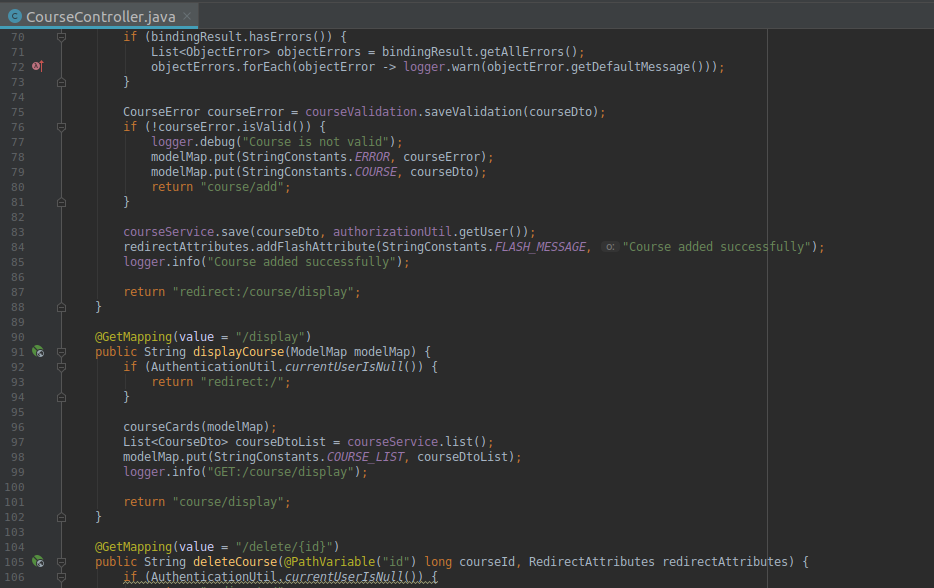 CourseController.java
70 if (bindingResult.hasErrors()) {
71 List<ObjectError> objectErrors = bindingResult.getAllErrors();
72 objectErrors.forEach(objectError -> logger.warn(objectError.getDefaultMessage()));
73 }
74
75 CourseError courseError = courseValidation.saveValidation(courseDto);
76 if (!courseError.isValid()) {
77 logger.debug("Course is not valid");
78 modelMap.put(StringConstants.ERROR, courseError);
79 modelMap.put(StringConstants.COURSE, courseDto);
80 return "course/add";
81 }
82
83 courseService.save(courseDto, authorizationUtil.getUser());
84 redirectAttributes.addFlashAttribute(StringConstants.FLASH_MESSAGE, o: "Course added successfully");
85 logger.info("Course added successfully");
86
87 return "redirect:/course/display";
88 }
89
90 @GetMapping(value = "/display")
91 public String displayCourse(ModelMap modelMap) {
92 if (AuthenticationUtil.currentUserIsNull()) {
93 return "redirect:/";
94 }
95
96 courseCards(modelMap);
97 List<CourseDto> courseDtoList = courseService.list();
98 modelMap.put(StringConstants.COURSE_LIST, courseDtoList);
99 logger.info("GET:/course/display");
100
101 return "course/display";
102 }
103
104 @GetMapping(value = "/delete/{id}")
105 public String deleteCourse(@PathVariable("id") long courseId, RedirectAttributes redirectAttributes) {
106 if (AuthenticationUtil.currentUserIsNull()) {